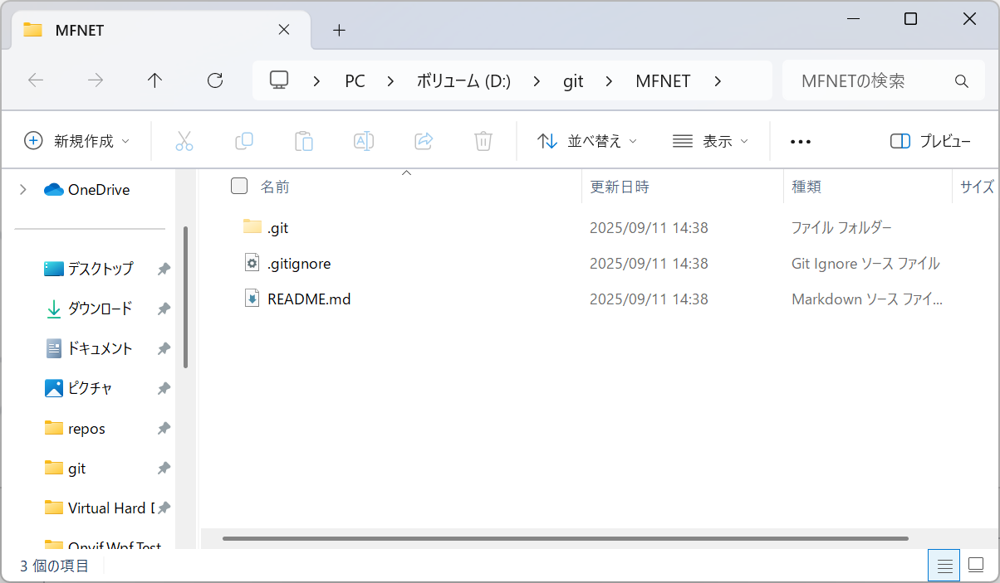 MFNET
PC ボリューム (D:) git MFNET MFNETの検索
新規作成 並べ替え 表示 プレビュー
OneDrive
デスクトップ
ダウンロード
ドキュメント
ピクチャ
repos
git
Virtual Hard D
Onvif.Wpf.Test
名前 更新日時 種類 サイズ
.git 2025/09/11 14:38 ファイル フォルダー
.gitignore 2025/09/11 14:38 Git Ignore ソース ファイル
README.md 2025/09/11 14:38 Markdown ソース ファイ...
3 個の項目